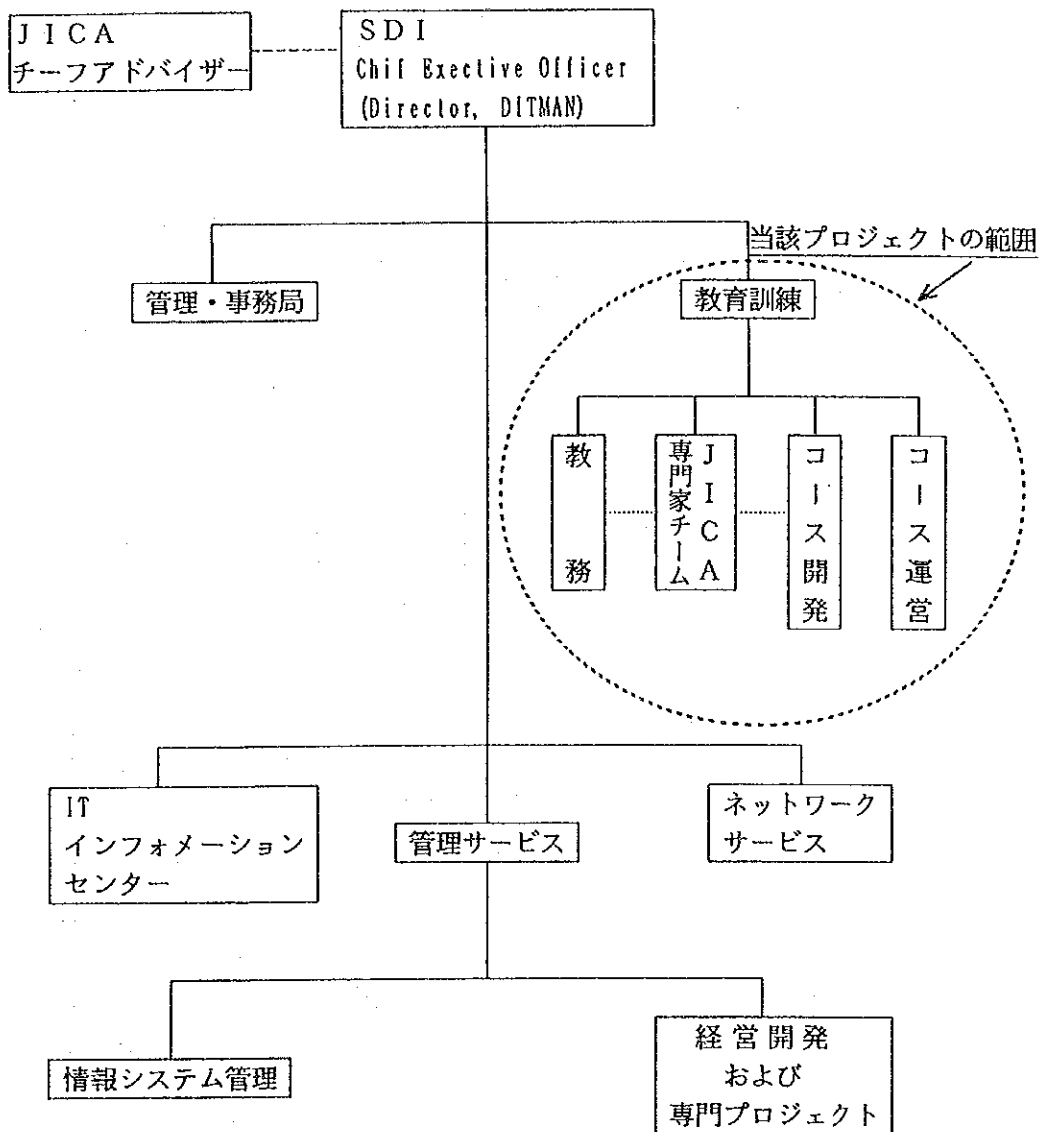 JICA
チーフアドバイザー
SDI
Chif Exective Officer
(Director, DITMAN)
当該プロジェクトの範囲
管理・事務局
教育訓練
教務
JICA
専門家チーム
コース開発
コース運営
IT
インフォメーション
センター
管理サービス
ネットワーク
サービス
情報システム管理
経営開発
および
専門プロジェクト